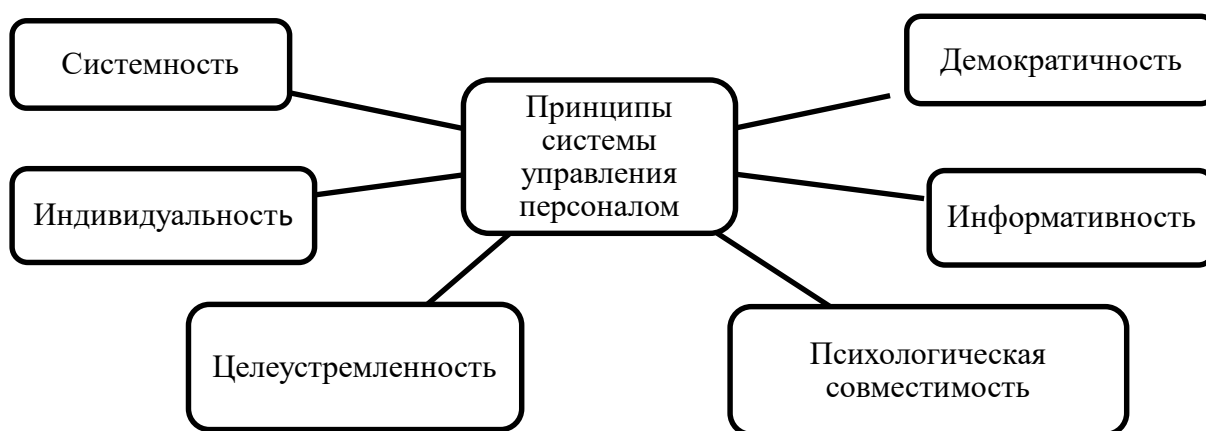 Системность
Демократичность
Принципы
системы
управления
персоналом
Индивидуальность
Информативность
Целеустремленность
Психологическая
совместимость